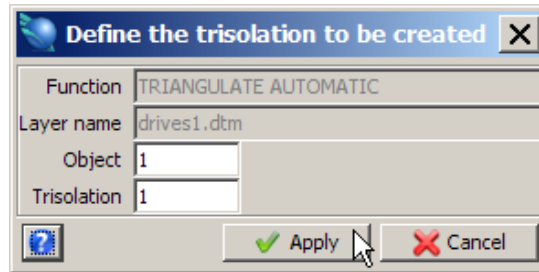 Define the trisolation to be created
Function TRIANGULATE AUTOMATIC
Layer name drives1.dtm
Object 1
Trisolation 1
? Apply Cancel